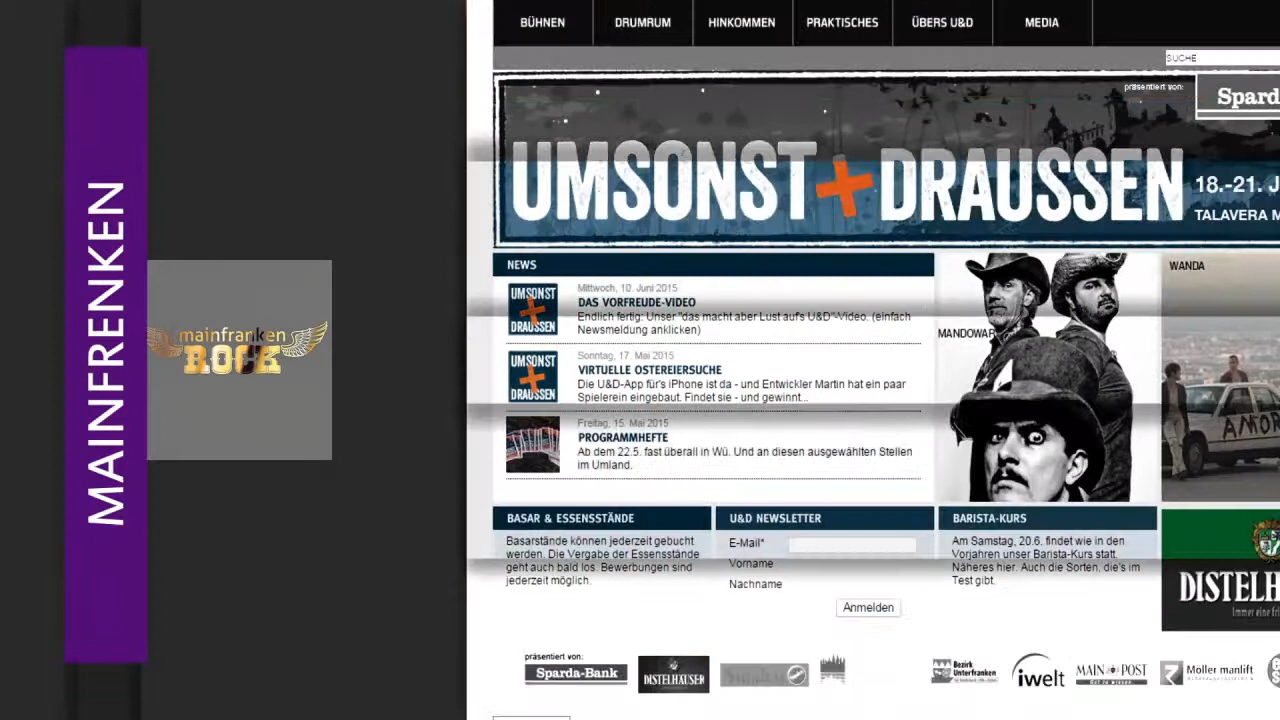 MAINFRENKEN
mainfranken
ROCK
BÜHNEN
DRUMRUM
HINKOMMEN
PRAKTISCHES
ÜBERS U&D
MEDIA
SUCHE
präsentiert von:
Spard
UMSONST+DRAUSSEN
18.-21. J
TALAVERA M
NEWS
UMSONST
+
DRAUSSEN
Mittwoch, 10. Juni 2015
DAS VORFREUDE-VIDEO
Endlich fertig: Unser "das macht aber Lust auf's U&D"-Video. (einfach
Newsmeldung anklicken)
UMSONST
+
DRAUSSEN
Sonntag, 17. Mai 2015
VIRTUELLE OSTEREIERSUCHE
Die U&D-App für's iPhone ist da - und Entwickler Martin hat ein paar
Spielerein eingebaut. Findet sie - und gewinnt...
Freitag, 15. Mai 2015
PROGRAMMHEFTE
Ab dem 22.5. fast überall in Wü. Und an diesen ausgewählten Stellen
im Umland.
MANDOWAR
WANDA
AMOR
BASAR & ESSENSSTÄNDE
Basarstände können jederzeit gebucht
werden. Die Vergabe der Essensstände
geht auch bald los. Bewerbungen sind
jederzeit möglich.
U&D NEWSLETTER
E-Mail*
Vorname
Nachname
Anmelden
BARISTA-KURS
Am Samstag, 20.6. findet wie in den
Vorjahren unser Barista-Kurs statt.
Näheres hier. Auch die Sorten, die's im
Test gibt.
DISTELHÄ
Immer eine fri
präsentiert von:
Sparda-Bank
DISTELHÄUSER
Bezirk
Unterfranken
iwelt
MAIN POST
Möller manlift